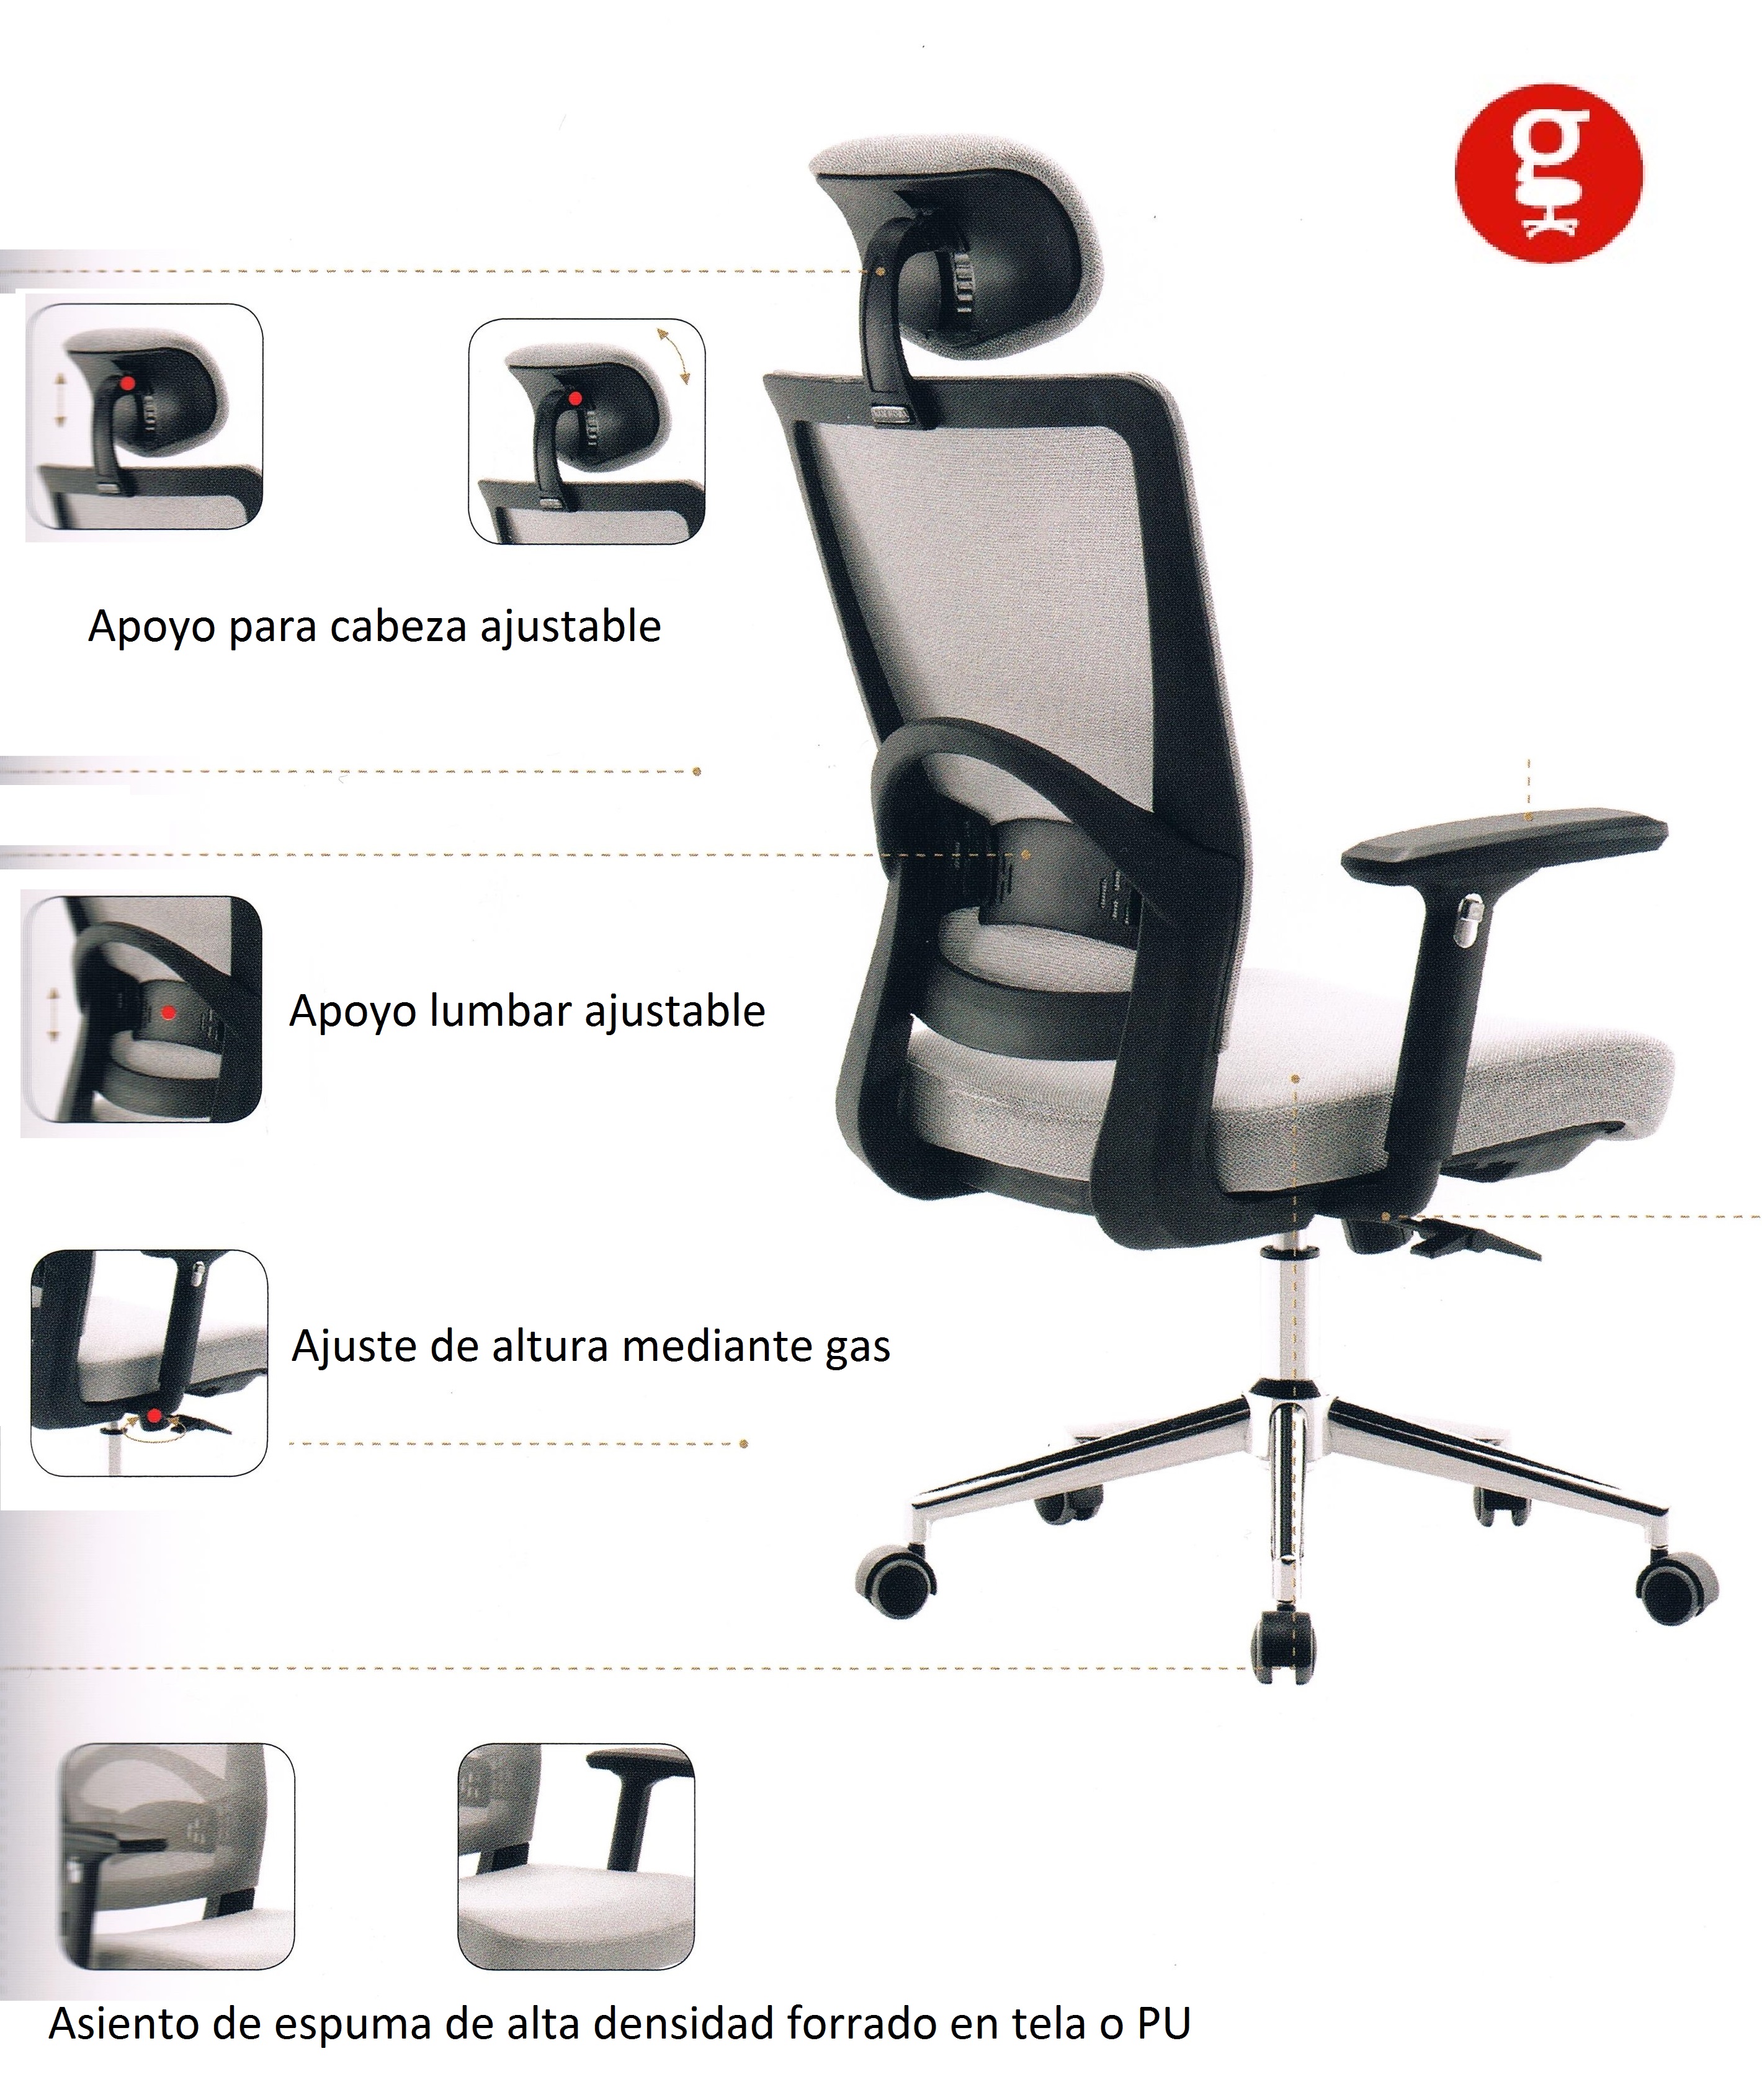 g
Apoyo para cabeza ajustable
Apoyo lumbar ajustable
Ajuste de altura mediante gas
Asiento de espuma de alta densidad forrado en tela o PU